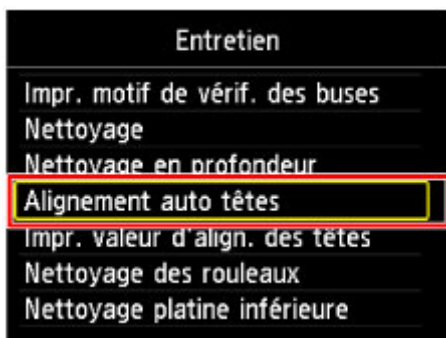 Entretien
Impr. motif de vérif. des buses
Nettoyage
Nettoyage en profondeur
Alignement auto têtes
Impr. valeur d'align. des têtes
Nettoyage des rouleaux
Nettoyage platine inférieure